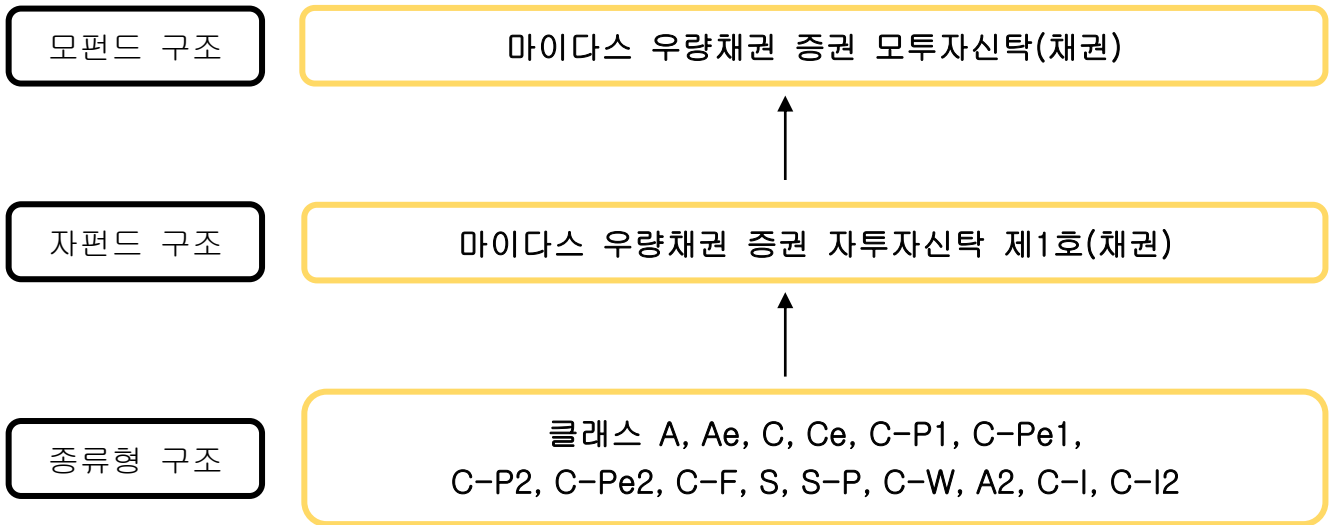 모펀드 구조
마이다스 우량채권 증권 모투자신탁(채권)
자펀드 구조
마이다스 우량채권 증권 자투자신탁 제1호(채권)
종류형 구조
클래스 A, Ae, C, Ce, C-P1, C-Pe1,
C-P2, C-Pe2, C-F, S, S-P, C-W, A2, C-I, C-I2